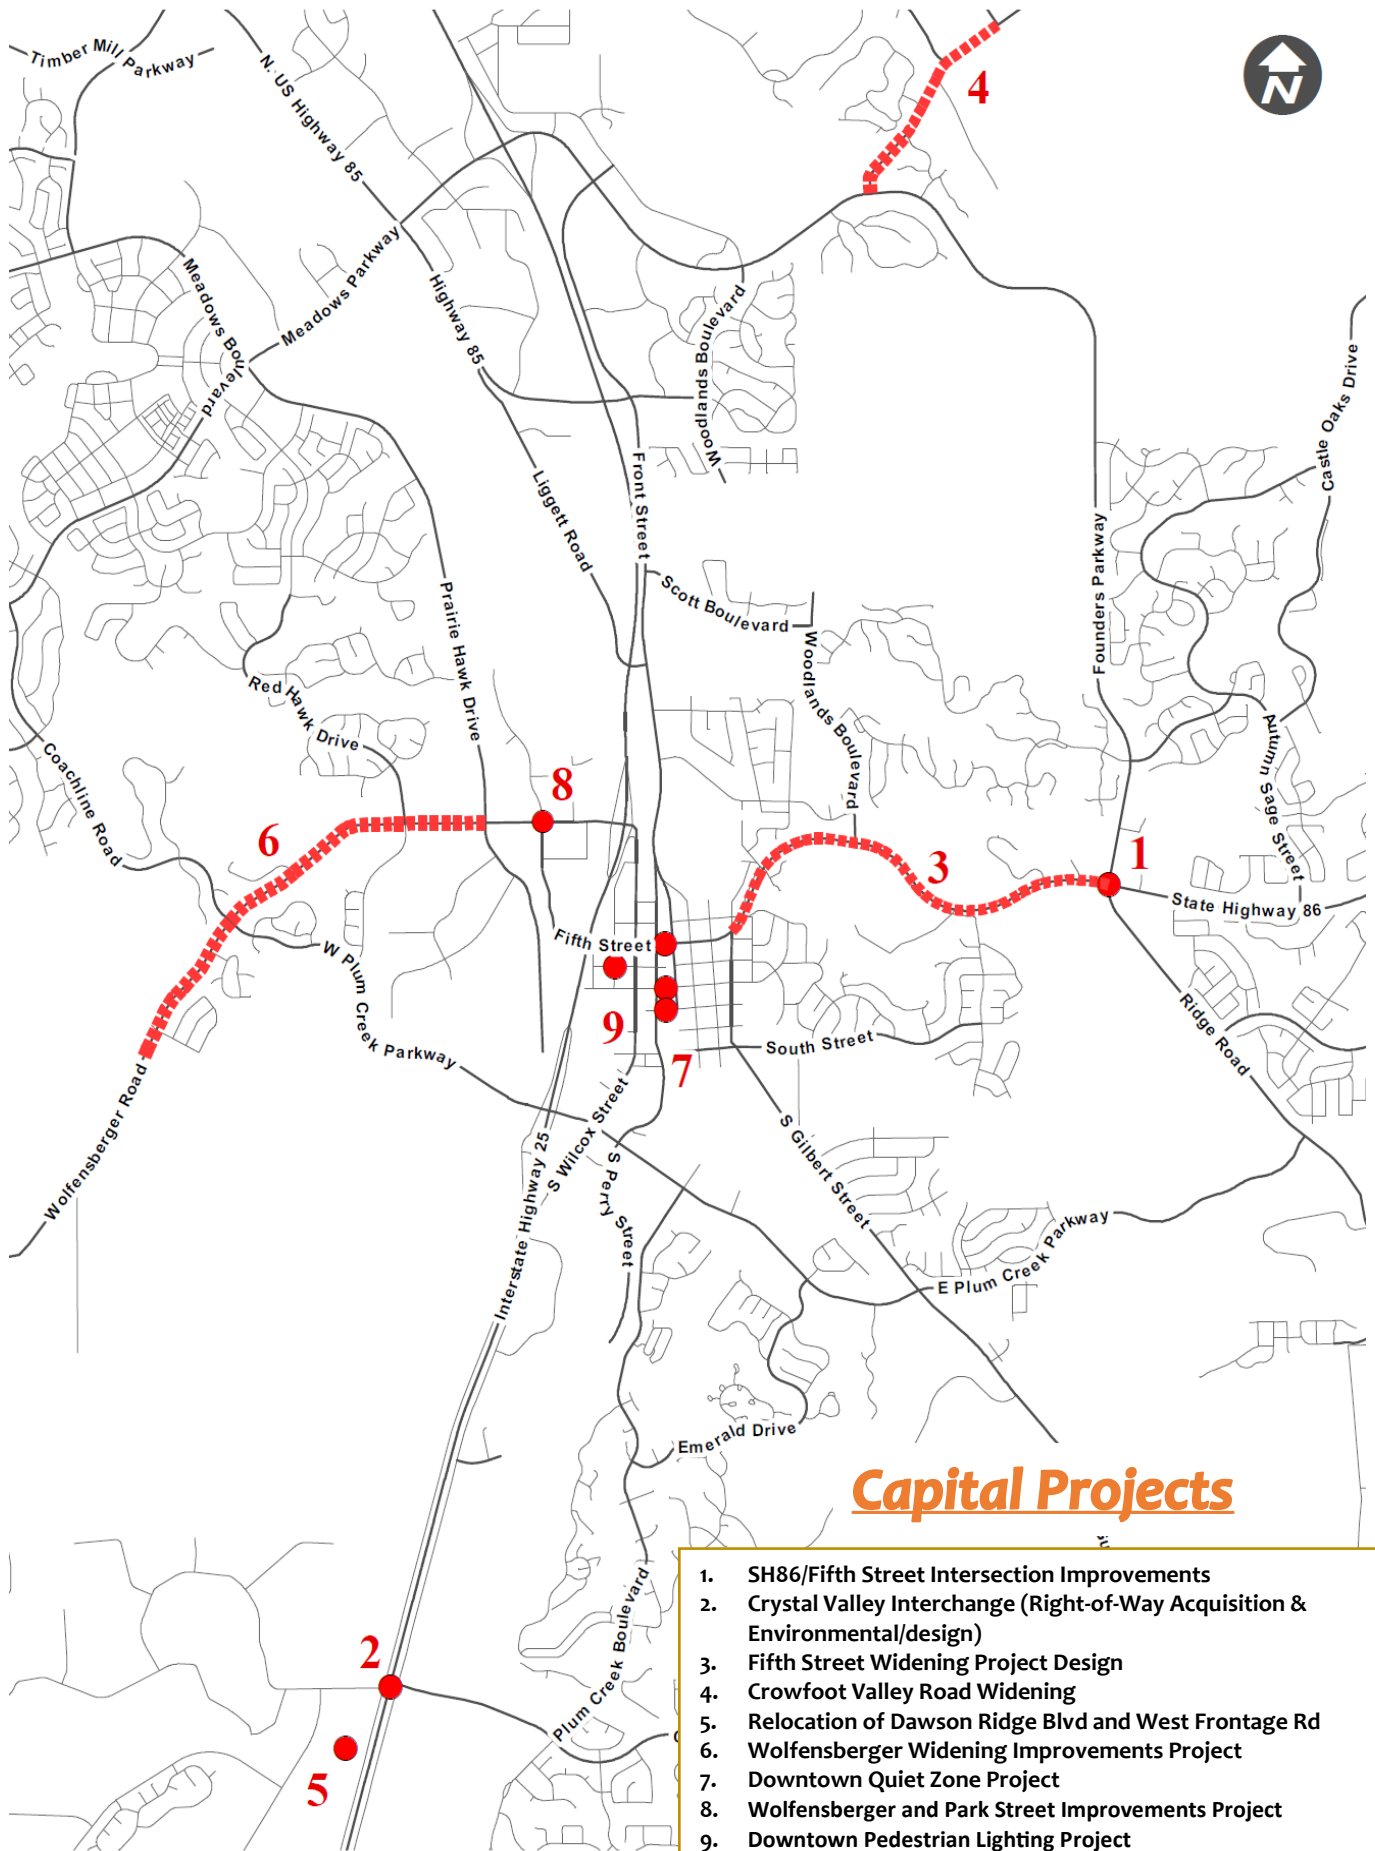 Timber Mill Parkway
N. US Highway 85
4
N
Meadows Parkway
Meadows Boulevard
Highway 85
Woodlands Boulevard
Castle Oaks Drive
Front Street
Liggett Road
Founders Parkway
Scott Boulevard
Prairie Hawk Drive
Woodlands Boulevard
Red Hawk Drive
Autumn Sage Street
Coachline Road
8
6
3
1
State Highway 86
Fifth Street
W Plum Creek Parkway
9
Ridge Road
South Street
7
Wolfensberger Road
S Wilcox Street
S Gilbert Street
Interstate Highway 25
S Perry Street
E Plum Creek Parkway
Emerald Drive
Capital Projects
Plum Creek Boulevard
2
5
1. SH86/Fifth Street Intersection Improvements
2. Crystal Valley Interchange (Right-of-Way Acquisition &
Environmental/design)
3. Fifth Street Widening Project Design
4. Crowfoot Valley Road Widening
5. Relocation of Dawson Ridge Blvd and West Frontage Rd
6. Wolfensberger Widening Improvements Project
7. Downtown Quiet Zone Project
8. Wolfensberger and Park Street Improvements Project
9. Downtown Pedestrian Lighting Project